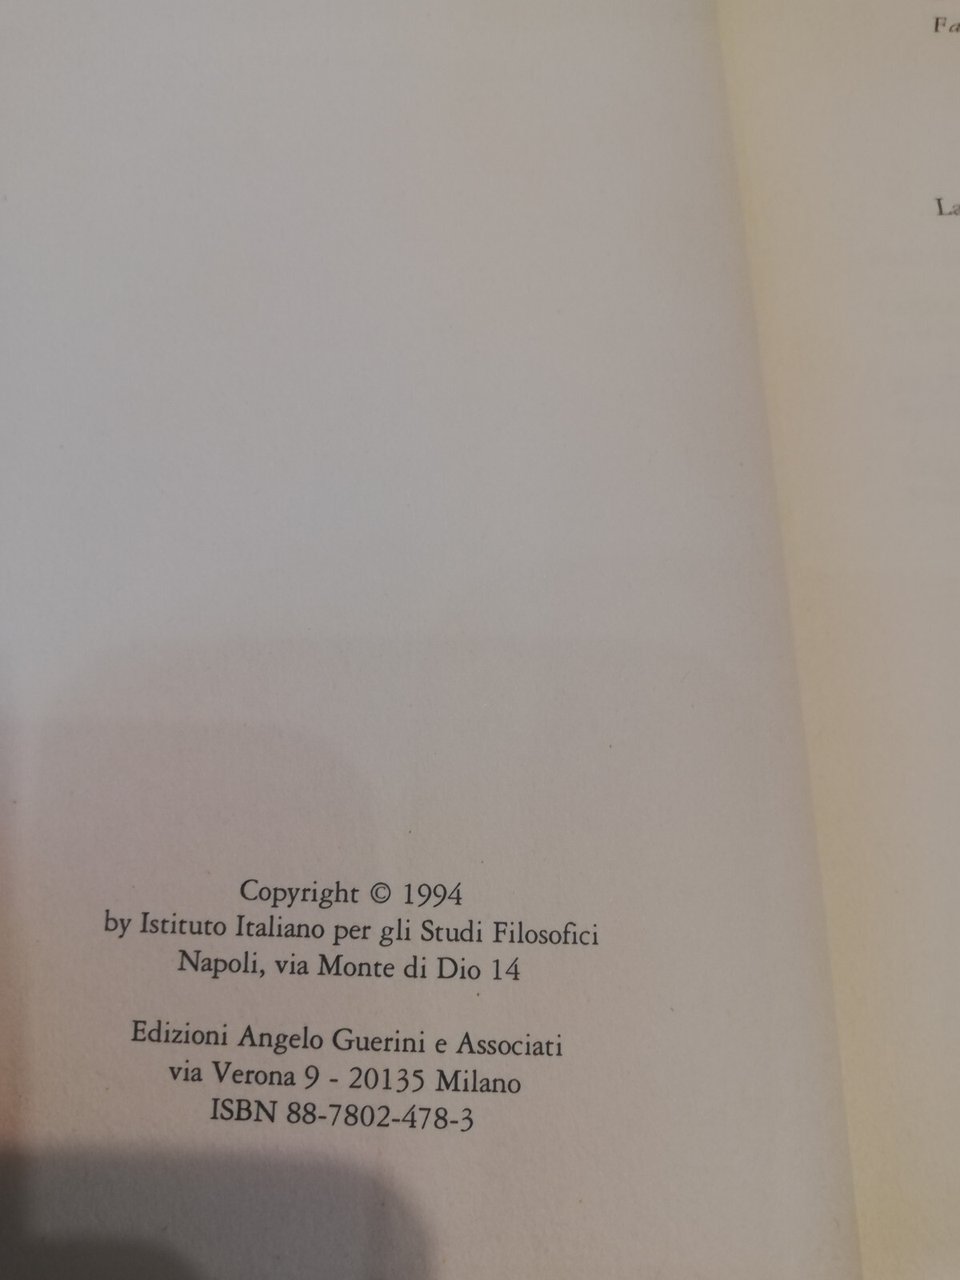 Copyright © 1994
by Istituto Italiano per gli Studi Filosofici
Napoli, via Monte di Dio 14
Edizioni Angelo Guerini e Associati
via Verona 9 - 20135 Milano
ISBN 88-7802-478-3